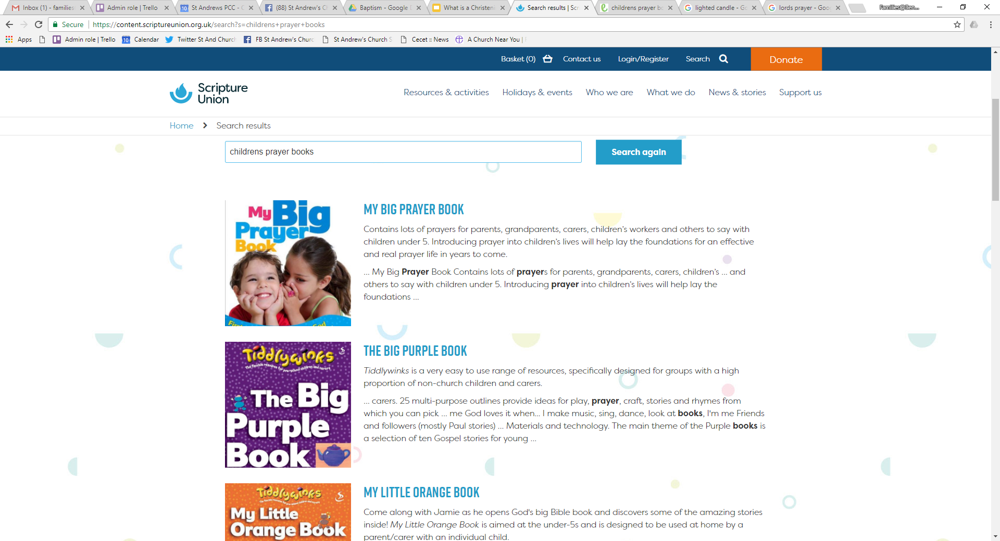 Inbox (1) - families
Admin role | Trello
St Andrews PCC - C
(88) St Andrew's C
Baptism - Google
What is a Christeni
Search results | Scr
childrens prayer bo
lighted candle - Go
lords prayer - Goo
Families@Ben...
Secure
https://content.scriptureunion.org.uk/search?s=childrens+prayer+books
Apps
Admin role | Trello
Calendar
Twitter St And Church
FB St Andrew's Churc
St Andrew's Church S
Cecet :: News
A Church Near You |
Basket (0)
Contact us
Login/Register
Search
Donate
Scripture
Union
Resources & activities
Holidays & events
Who we are
What we do
News & stories
Support us
Home
Search results
childrens prayer books
Search again
My Big
Prayer
Book
MY BIG PRAYER BOOK
Contains lots of prayers for parents, grandparents, carers, children's workers and others to say with
children under 5. Introducing prayer into children's lives will help lay the foundations for an effective
and real prayer life in years to come.
... My Big Prayer Book Contains lots of prayers for parents, grandparents, carers, children's ... and
others to say with children under 5. Introducing prayer into children's lives will help lay the
foundations ...
Tiddlywinks
The flexible resource for pre-school children and carers
The Big
Purple
Book
THE BIG PURPLE BOOK
Tiddlywinks is a very easy to use range of resources, specifically designed for groups with a high
proportion of non-church children and carers.
... carers. 25 multi-purpose outlines provide ideas for play, prayer, craft, stories and rhymes from
which you can pick ... me God loves it when... I make music, sing, dance, look at books, I'm me Friends
and followers (mostly Paul stories) ... Materials and technology. The main theme of the Purple books is
a selection of ten Gospel stories for young ...
Tiddlywinks
The flexible resource for pre-school children and carers
My Little
Orange Book
MY LITTLE ORANGE BOOK
Come along with Jamie as he opens God's big Bible book and discovers some of the amazing stories
inside! My Little Orange Book is aimed at the under-5s and is designed to be used at home by a
parent/carer with an individual child.